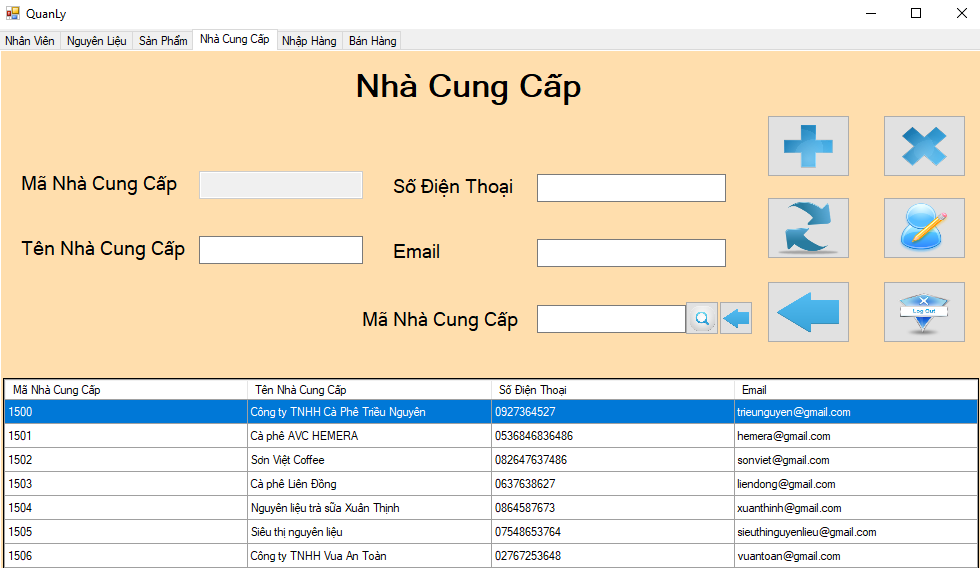 QuanLy
Nhân Viên Nguyên Liệu Sản Phẩm Nhà Cung Cấp Nhập Hàng Bán Hàng
Nhà Cung Cấp
Mã Nhà Cung Cấp Số Điện Thoại
Tên Nhà Cung Cấp Email
Mã Nhà Cung Cấp
Log Out
Mã Nhà Cung Cấp Tên Nhà Cung Cấp Số Điện Thoại Email
1500 Công ty TNHH Cà Phê Triều Nguyên 0927364527 trieunguyen@gmail.com
1501 Cà phê AVC HEMERA 0536846836486 hemera@gmail.com
1502 Sơn Việt Coffee 082647637486 sonviet@gmail.com
1503 Cà phê Liên Đông 0637638627 liendong@gmail.com
1504 Nguyên liệu trà sữa Xuân Thịnh 0864587673 xuanthinh@gmail.com
1505 Siêu thị nguyên liệu 07548653764 sieuthinguyenlieu@gmail.com
1506 Công ty TNHH Vua An Toàn 02767253648 vuantoan@gmail.com